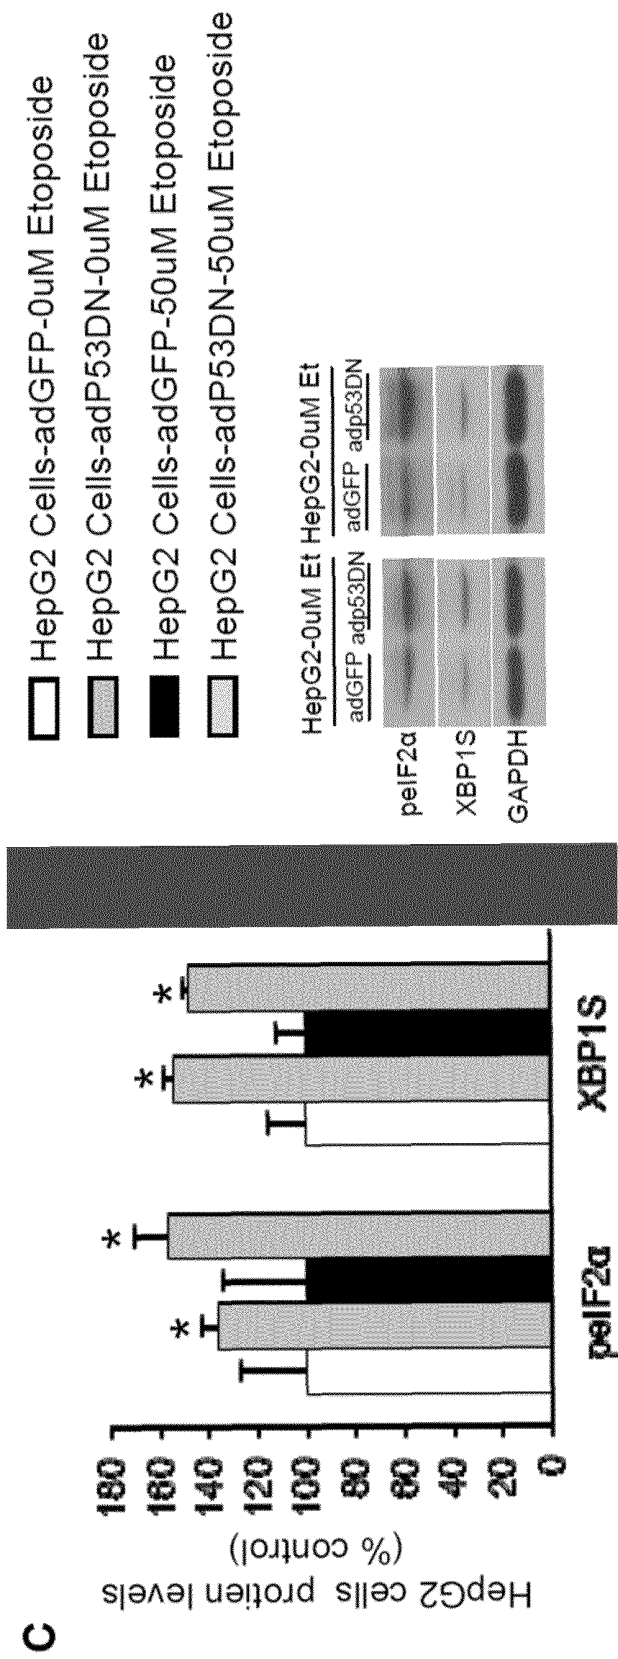 C
HepG2 cells protien levels
(% control)
180
160
140
120
100
80
60
40
20
0
*
*
*
*
peIF2α
XBP1S
HepG2 Cells-adGFP-0uM Etoposide
HepG2 Cells-adP53DN-0uM Etoposide
HepG2 Cells-adGFP-50uM Etoposide
HepG2 Cells-adP53DN-50uM Etoposide
HepG2-0uM Et HepG2-0uM Et
adGFP adp53DN adGFP adp53DN
peIF2α
XBP1S
GAPDH